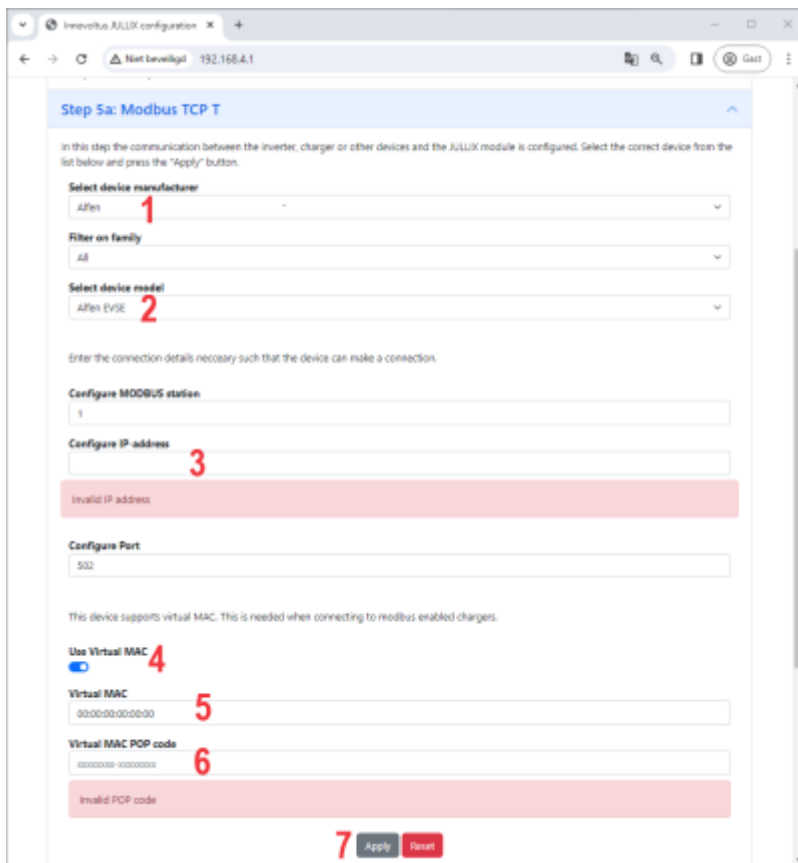 Innovoltus JULLIX configuration
Niet beveiligd 192.168.4.1
Gast
Step 5a: Modbus TCP T
In this step the communication between the inverter, charger or other devices and the JULLIX module is configured. Select the correct device from the
list below and press the "Apply" button.
Select device manufacturer
Alfen
1
-
Filter on family
All
Select device model
Alfen EVSE
2
Enter the connection details necceary such that the device can make a connection.
Configure MODBUS station
1
Configure IP-address
3
Invalid IP address
Configure Port
502
This device supports virtual MAC. This is needed when connecting to modbus enabled chargers.
Use Virtual MAC
4
Virtual MAC
00:00:00:00:00:00
5
Virtual MAC POP code
xxxxxxxx-xxxxxxxx
6
Invalid POP code
7 Apply Reset